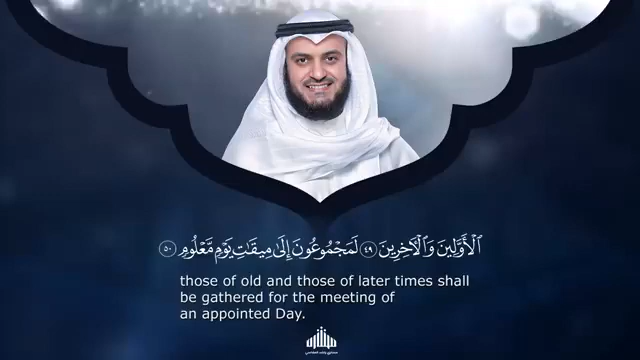 ٱلْأَوَّلِينَ وَٱلْءَاخِرِينَ ٤٩ لَمَجْمُوعُونَ إِلَىٰ مِيقَٰتِ يَوْمٍ مَّعْلُومٍ ٥٠
those of old and those of later times shall
be gathered for the meeting of
an appointed Day.